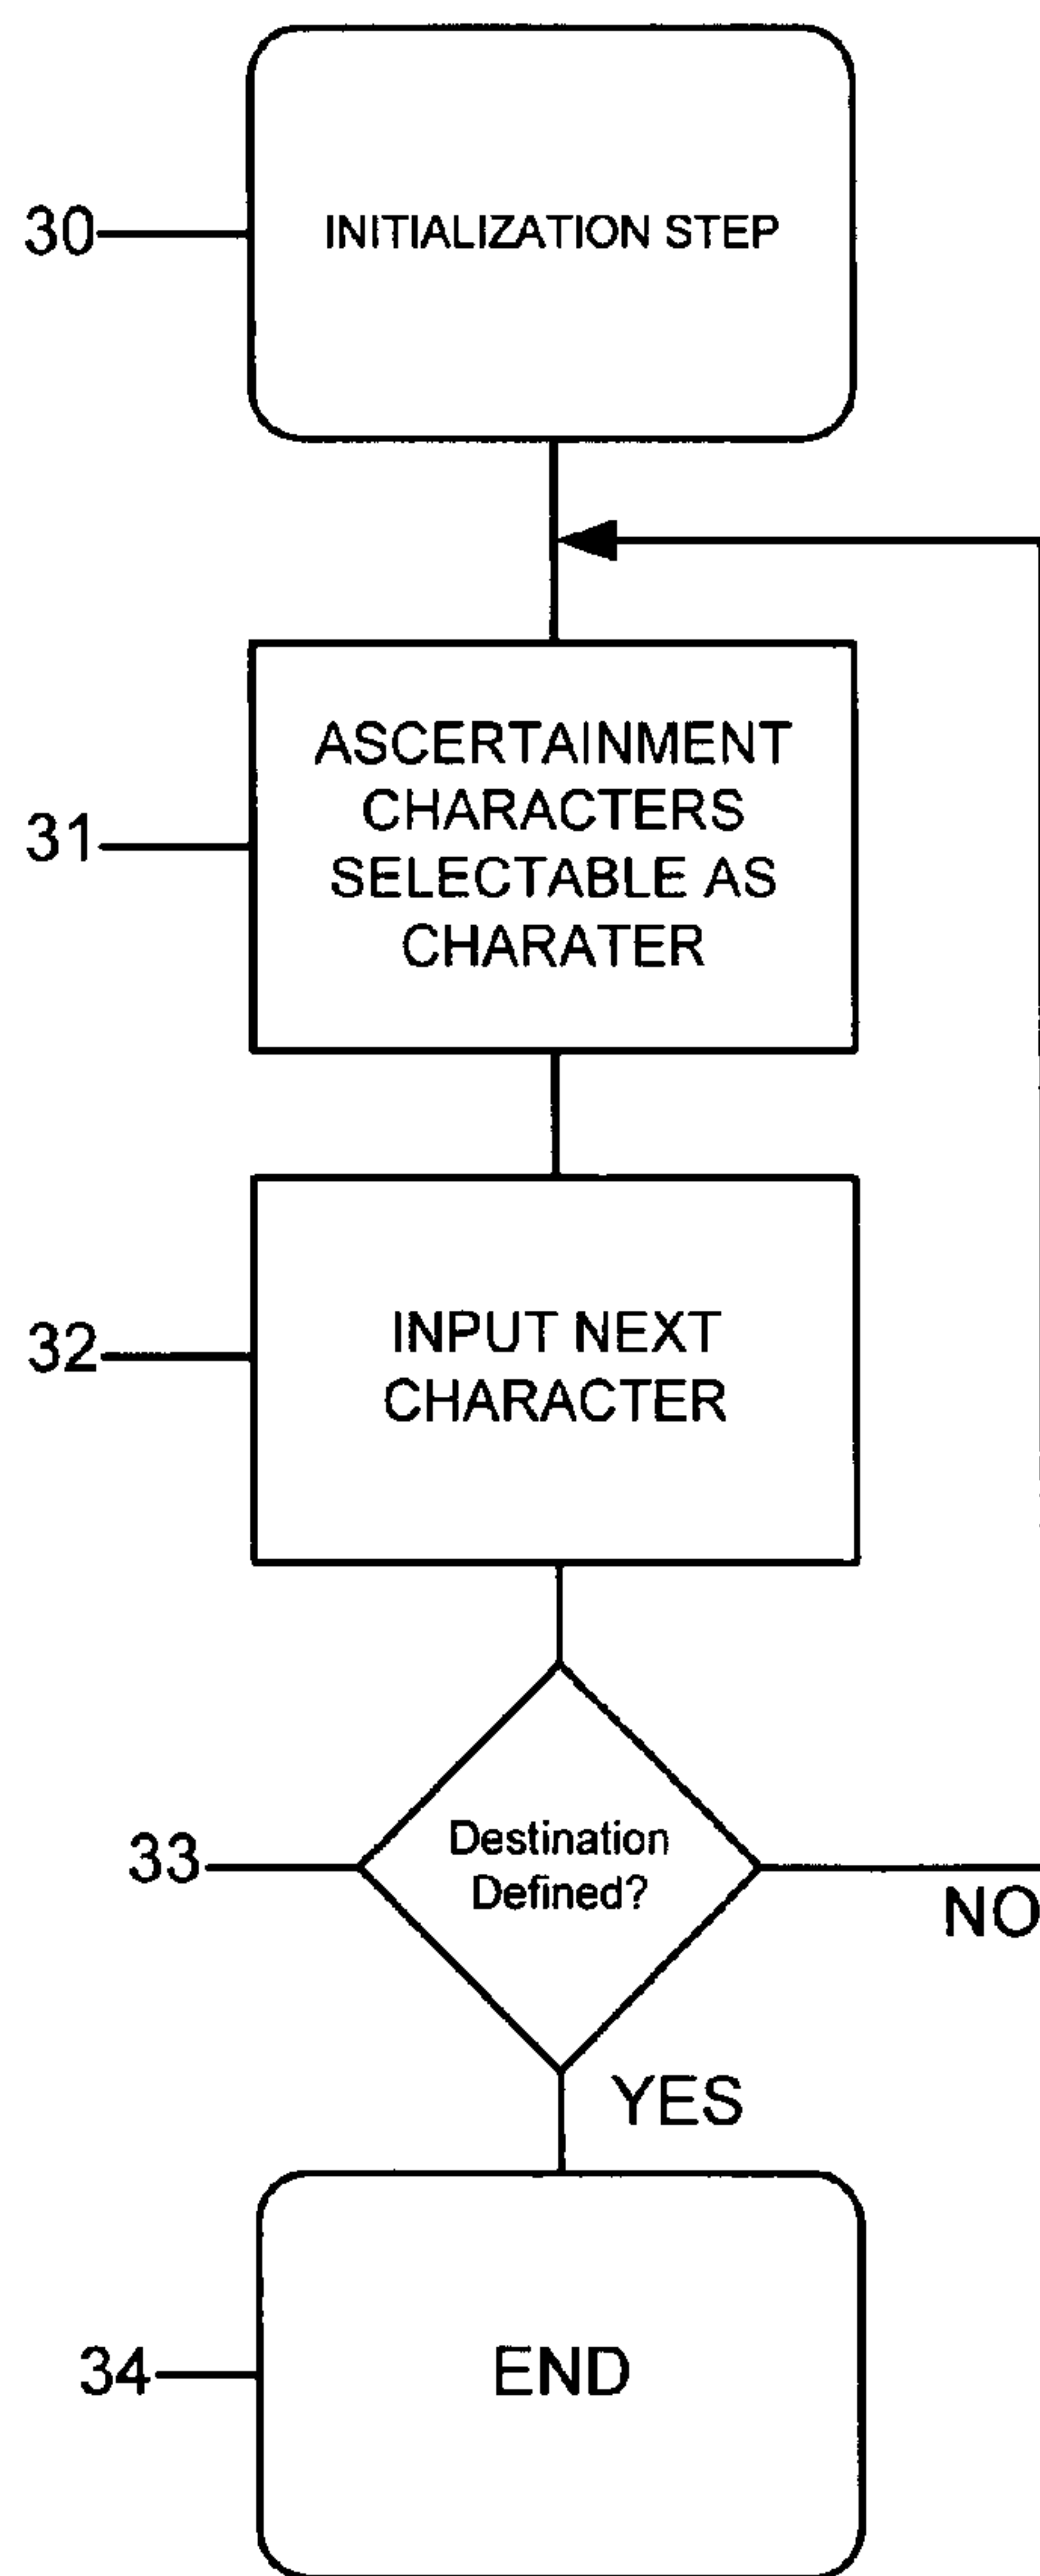 30
INITIALIZATION STEP
31
ASCERTAINMENT
CHARACTERS
SELECTABLE AS
CHARATER
32
INPUT NEXT
CHARACTER
33
Destination
Defined?
NO
YES
34
END